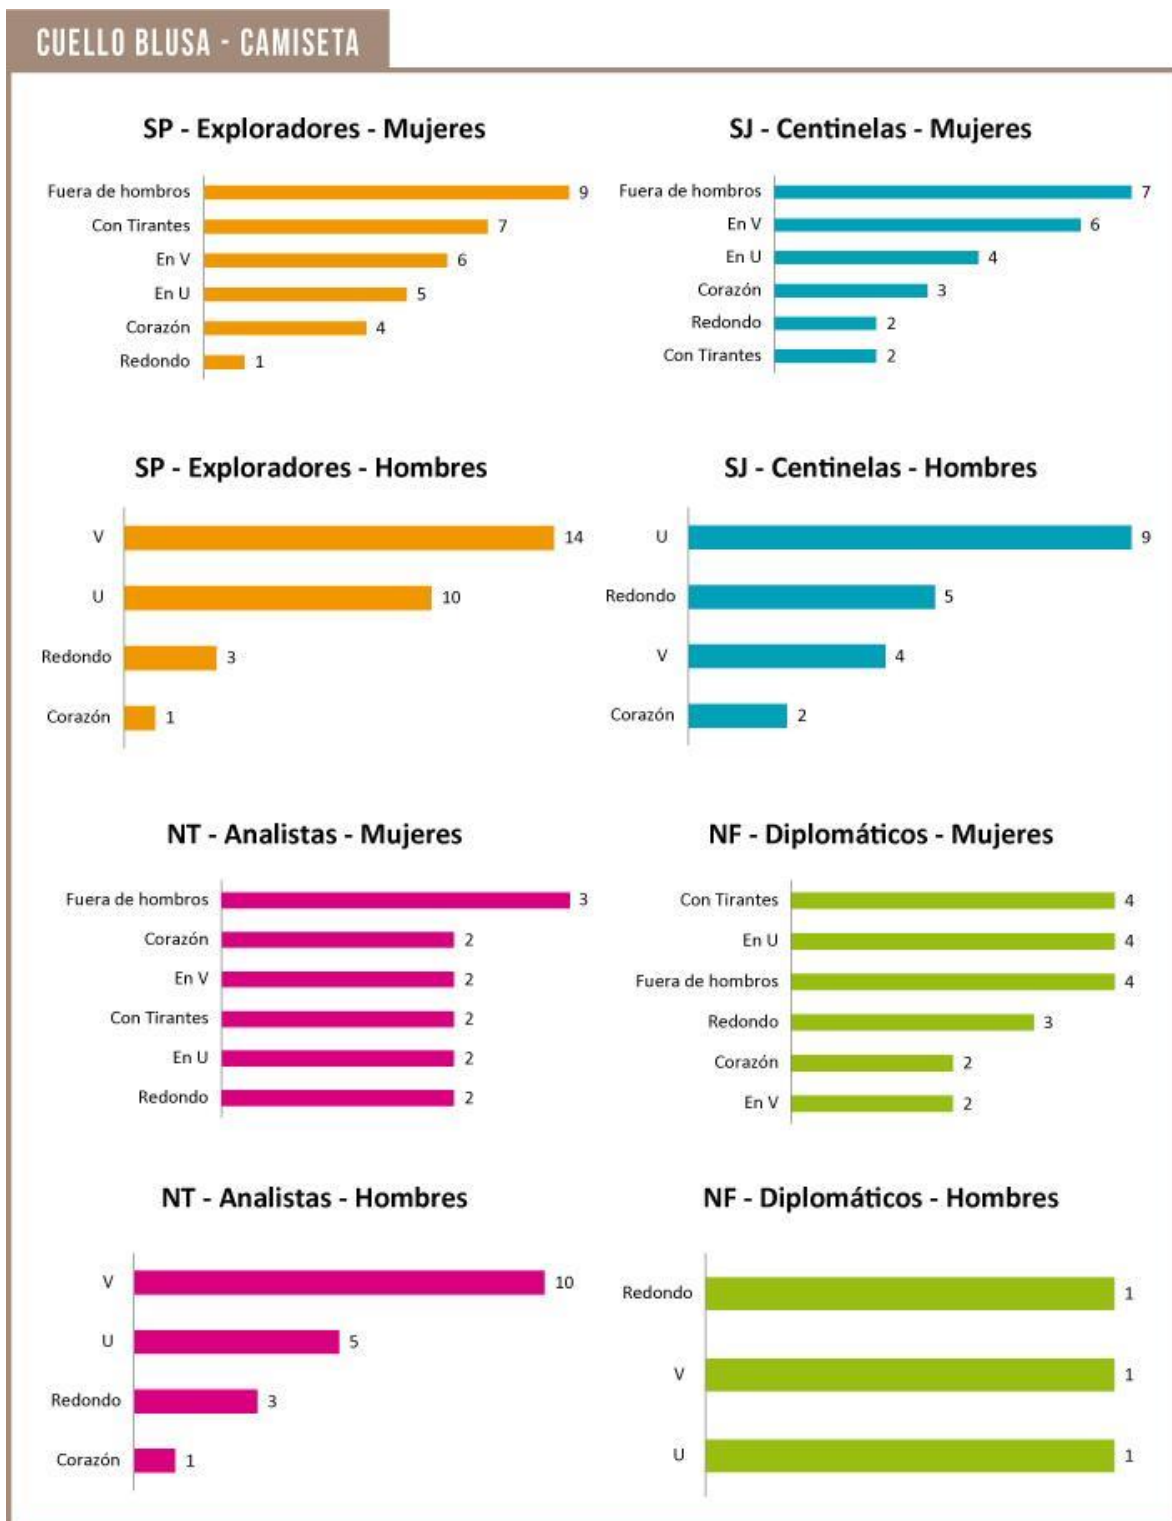 CUELLO BLUSA - CAMISETA
SP - Exploradores - Mujeres
Fuera de hombros 9
Con Tirantes 7
En V 6
En U 5
Corazón 4
Redondo 1
SJ - Centinelas - Mujeres
Fuera de hombros 7
En V 6
En U 4
Corazón 3
Redondo 2
Con Tirantes 2
SP - Exploradores - Hombres
V 14
U 10
Redondo 3
Corazón 1
SJ - Centinelas - Hombres
U 9
Redondo 5
V 4
Corazón 2
NT - Analistas - Mujeres
Fuera de hombros 3
Corazón 2
En V 2
Con Tirantes 2
En U 2
Redondo 2
NF - Diplomáticos - Mujeres
Con Tirantes 4
En U 4
Fuera de hombros 4
Redondo 3
Corazón 2
En V 2
NT - Analistas - Hombres
V 10
U 5
Redondo 3
Corazón 1
NF - Diplomáticos - Hombres
Redondo 1
V 1
U 1